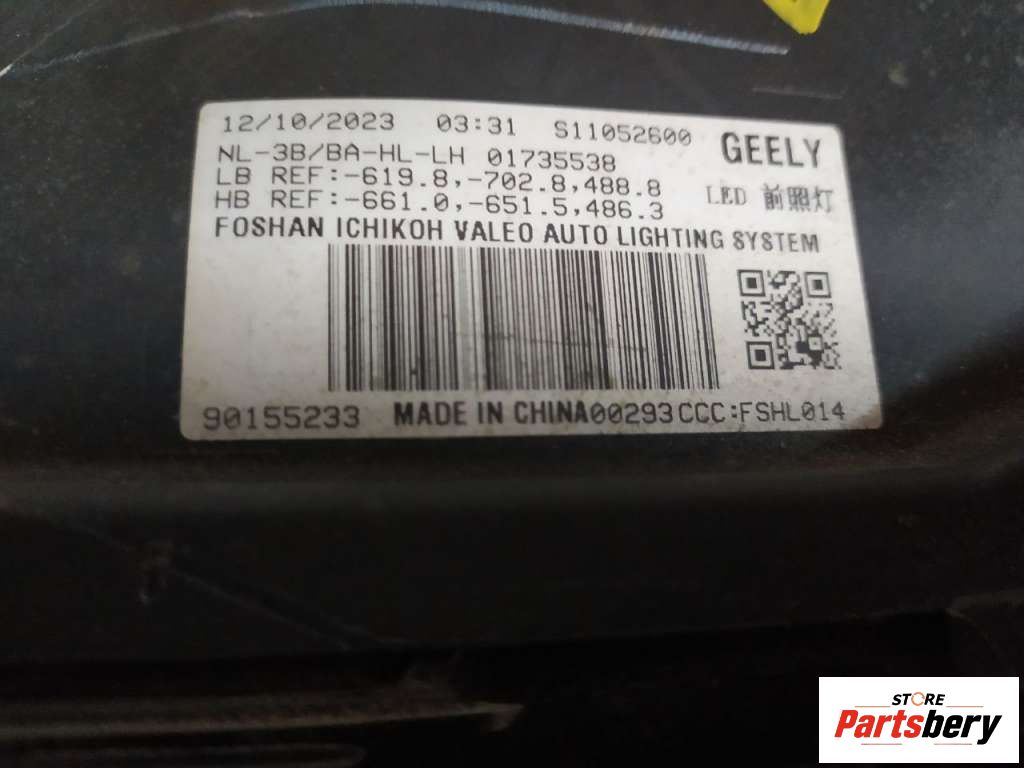 12/10/2023 03:31 S11052600 GEELY
NL-3B/BA-HL-LH 01735538
LB REF:-619.8,-702.8,488.8
LED 前照灯
HB REF:-661.0,-651.5,486.3
FOSHAN ICHIKOH VALEO AUTO LIGHTING SYSTEM
90155233 MADE IN CHINA00293 CCC:FSHL014
STORE
Partsbery